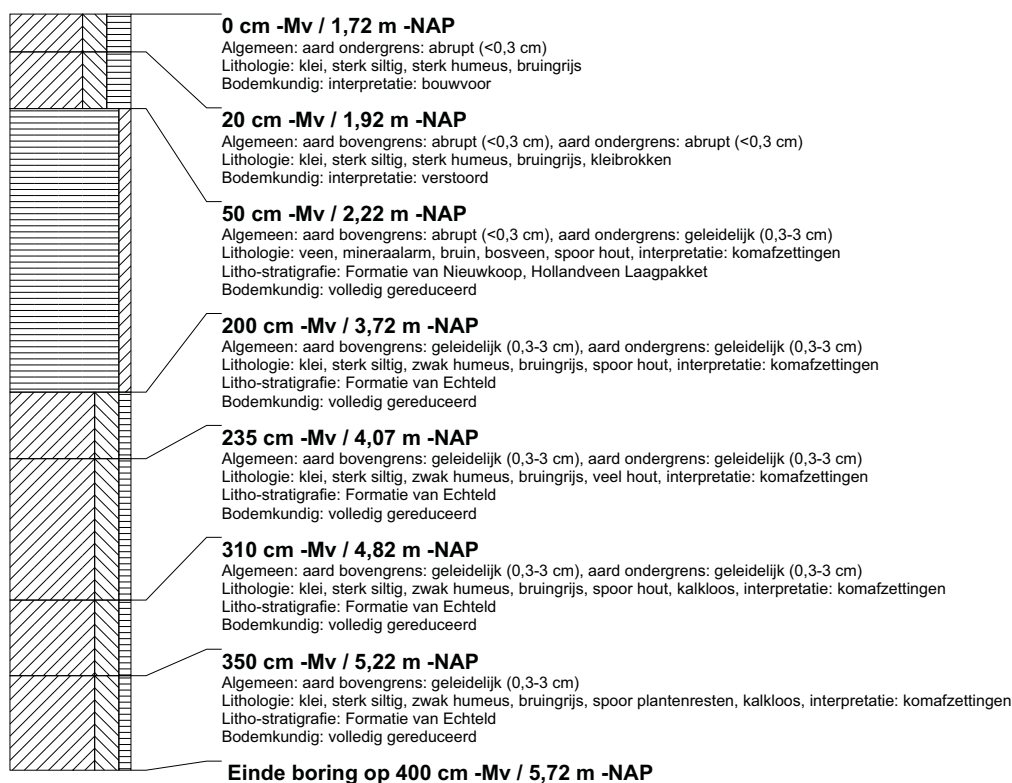 0 cm -Mv / 1,72 m -NAP
Algemeen: aard ondergrens: abrupt (<0,3 cm)
Lithologie: klei, sterk siltig, sterk humeus, bruingrijs
Bodemkundig: interpretatie: bouwvoor
20 cm -Mv / 1,92 m -NAP
Algemeen: aard bovengrens: abrupt (<0,3 cm), aard ondergrens: abrupt (<0,3 cm)
Lithologie: klei, sterk siltig, sterk humeus, bruingrijs, kleibrokken
Bodemkundig: interpretatie: verstoord
50 cm -Mv / 2,22 m -NAP
Algemeen: aard bovengrens: abrupt (<0,3 cm), aard ondergrens: geleidelijk (0,3-3 cm)
Lithologie: veen, mineraalarm, bruin, bosveen, spoor hout, interpretatie: komafzettingen
Litho-stratigrafie: Formatie van Nieuwkoop, Hollandveen Laagpakket
Bodemkundig: volledig gereduceerd
200 cm -Mv / 3,72 m -NAP
Algemeen: aard bovengrens: geleidelijk (0,3-3 cm), aard ondergrens: geleidelijk (0,3-3 cm)
Lithologie: klei, sterk siltig, zwak humeus, bruingrijs, spoor hout, interpretatie: komafzettingen
Litho-stratigrafie: Formatie van Echteld
Bodemkundig: volledig gereduceerd
235 cm -Mv / 4,07 m -NAP
Algemeen: aard bovengrens: geleidelijk (0,3-3 cm), aard ondergrens: geleidelijk (0,3-3 cm)
Lithologie: klei, sterk siltig, zwak humeus, bruingrijs, veel hout, interpretatie: komafzettingen
Litho-stratigrafie: Formatie van Echteld
Bodemkundig: volledig gereduceerd
310 cm -Mv / 4,82 m -NAP
Algemeen: aard bovengrens: geleidelijk (0,3-3 cm), aard ondergrens: geleidelijk (0,3-3 cm)
Lithologie: klei, sterk siltig, zwak humeus, bruingrijs, spoor hout, kalkloos, interpretatie: komafzettingen
Litho-stratigrafie: Formatie van Echteld
Bodemkundig: volledig gereduceerd
350 cm -Mv / 5,22 m -NAP
Algemeen: aard bovengrens: geleidelijk (0,3-3 cm)
Lithologie: klei, sterk siltig, zwak humeus, bruingrijs, spoor plantenresten, kalkloos, interpretatie: komafzettingen
Litho-stratigrafie: Formatie van Echteld
Bodemkundig: volledig gereduceerd
Einde boring op 400 cm -Mv / 5,72 m -NAP